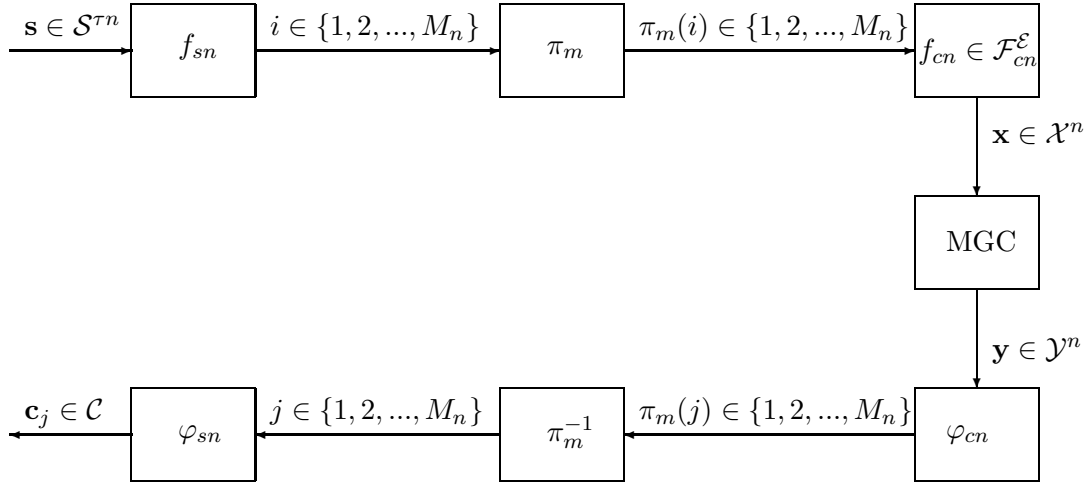 s ∈ 𝒮^{τn}
f_{sn}
i ∈ {1, 2, ..., M_n}
π_m
π_m(i) ∈ {1, 2, ..., M_n}
f_{cn} ∈ ℱ_{cn}^{ℰ}
x ∈ 𝒳^n
MGC
y ∈ 𝒴^n
c_j ∈ 𝒞
φ_{sn}
j ∈ {1, 2, ..., M_n}
π_m^{-1}
π_m(j) ∈ {1, 2, ..., M_n}
φ_{cn}